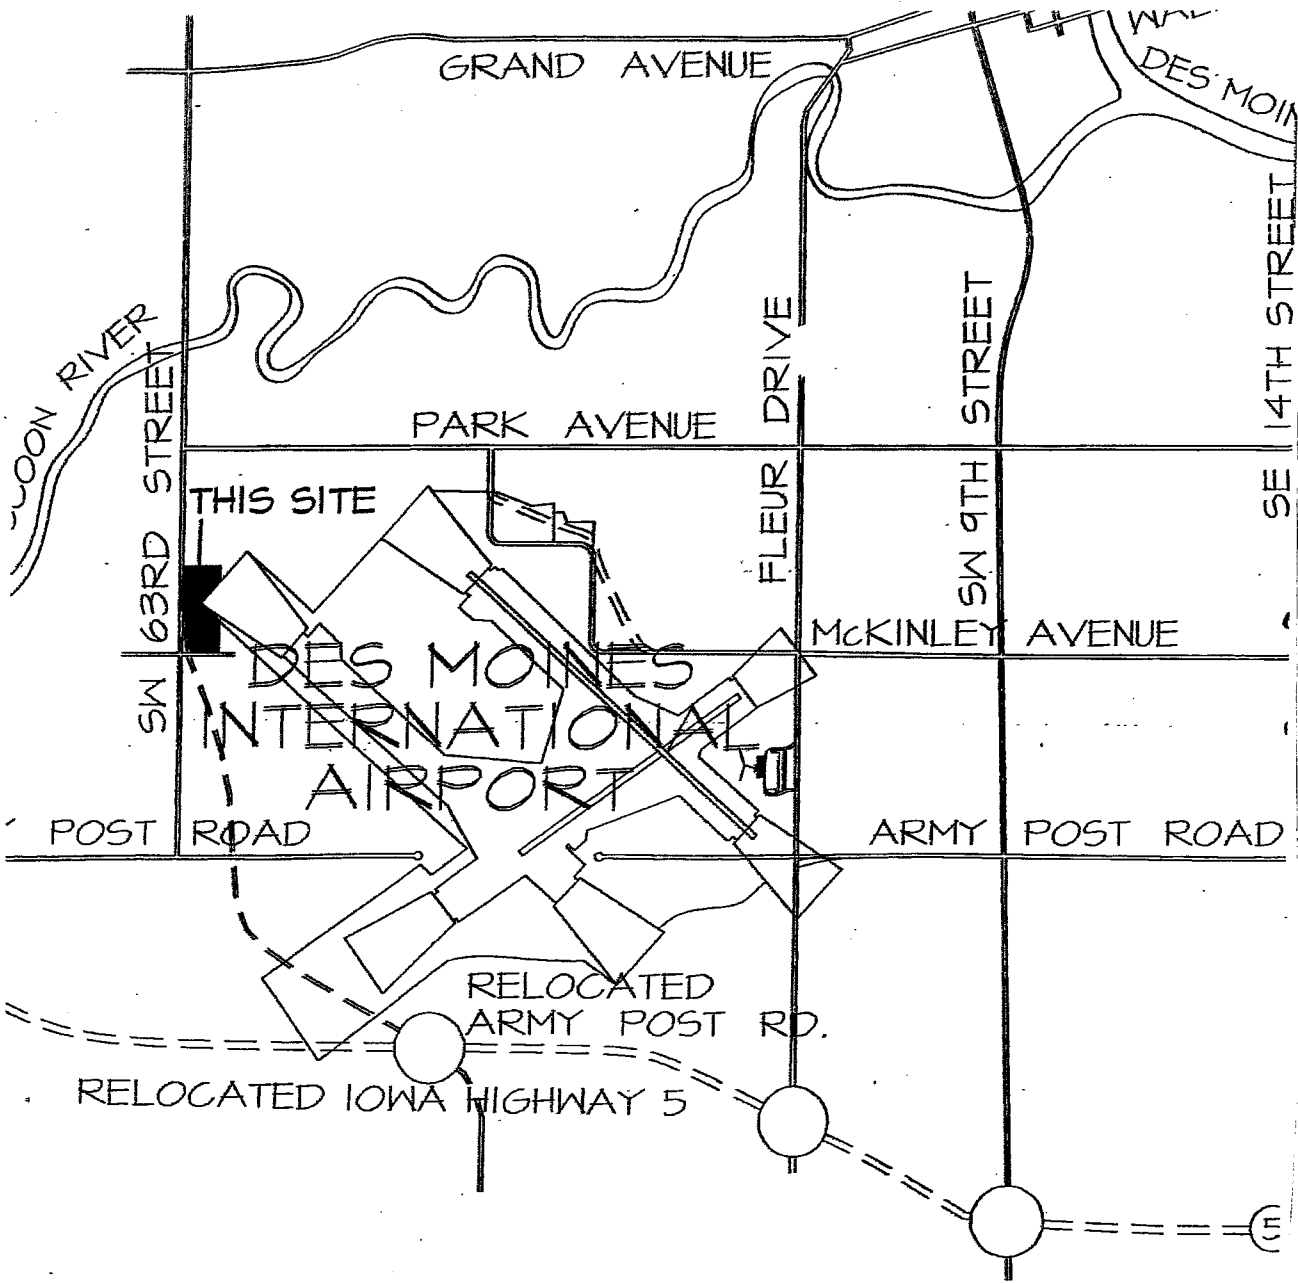 GRAND AVENUE
DES MOIN
SE 14TH STREET
RIVER
SW 63RD STREET
FLEUR DRIVE
SW 9TH STREET
PARK AVENUE
THIS SITE
McKINLEY AVENUE
DES MOINES
INTERNATIONAL
AIRPORT
POST ROAD
ARMY POST ROAD
RELOCATED
ARMY POST RD.
RELOCATED IOWA HIGHWAY 5
5